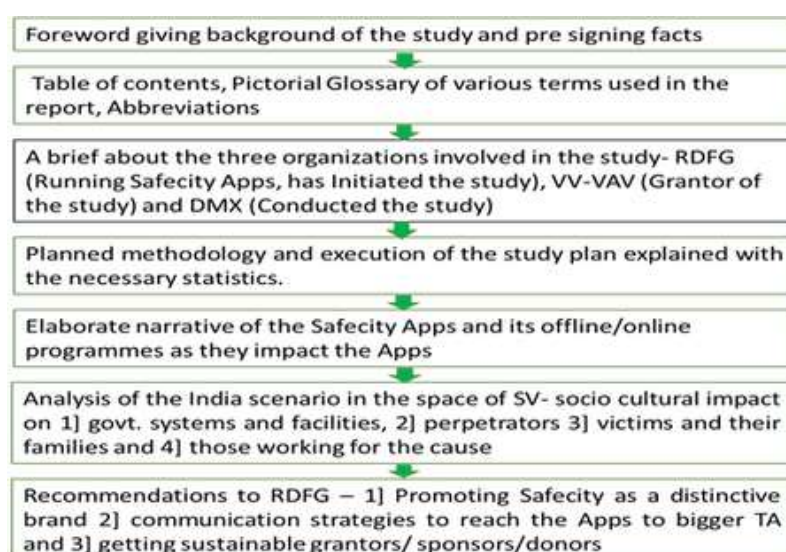 Foreword giving background of the study and pre signing facts
Table of contents, Pictorial Glossary of various terms used in the
report, Abbreviations
A brief about the three organizations involved in the study- RDFG
(Running Safecity Apps, has Initiated the study), VV-VAV (Grantor of
the study) and DMX (Conducted the study)
Planned methodology and execution of the study plan explained with
the necessary statistics.
Elaborate narrative of the Safecity Apps and its offline/online
programmes as they impact the Apps
Analysis of the India scenario in the space of SV- socio cultural impact
on 1] govt. systems and facilities, 2] perpetrators 3] victims and their
families and 4] those working for the cause
Recommendations to RDFG – 1] Promoting Safecity as a distinctive
brand 2] communication strategies to reach the Apps to bigger TA
and 3] getting sustainable grantors/ sponsors/donors